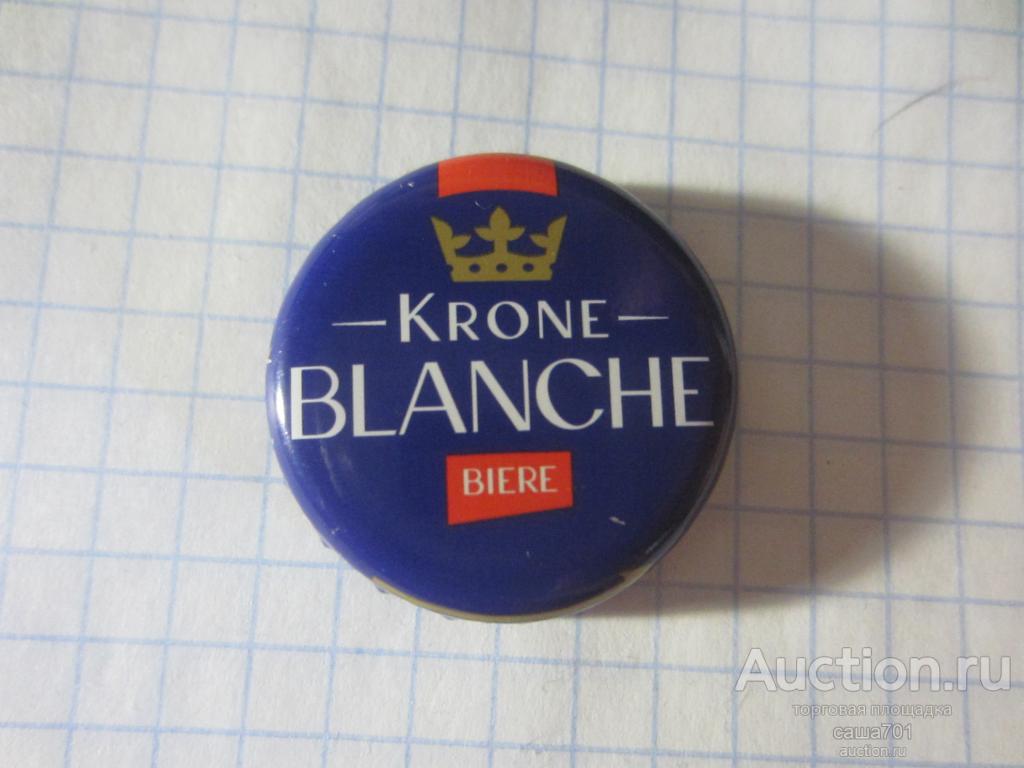 KRONE
BLANCHE
BIERE
Auction.ru
торговая площадка
саша701
auction.ru